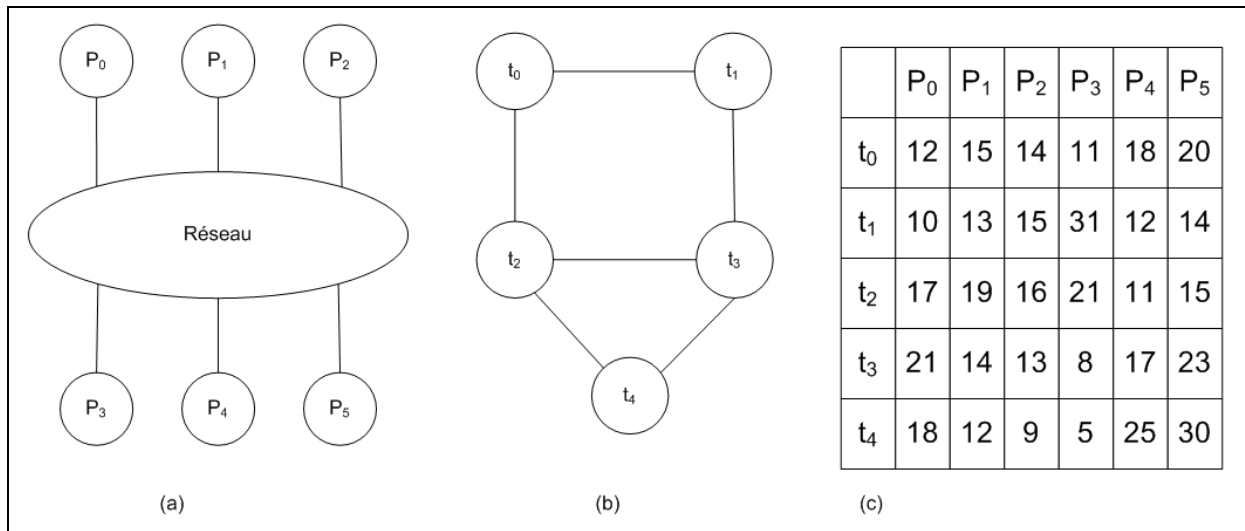 P₀ P₁ P₂
Réseau
P₃ P₄ P₅
(a)
t₀ t₁
t₂ t₃
t₄
(b)
P₀ P₁ P₂ P₃ P₄ P₅
t₀ 12 15 14 11 18 20
t₁ 10 13 15 31 12 14
t₂ 17 19 16 21 11 15
t₃ 21 14 13 8 17 23
t₄ 18 12 9 5 25 30
(c)